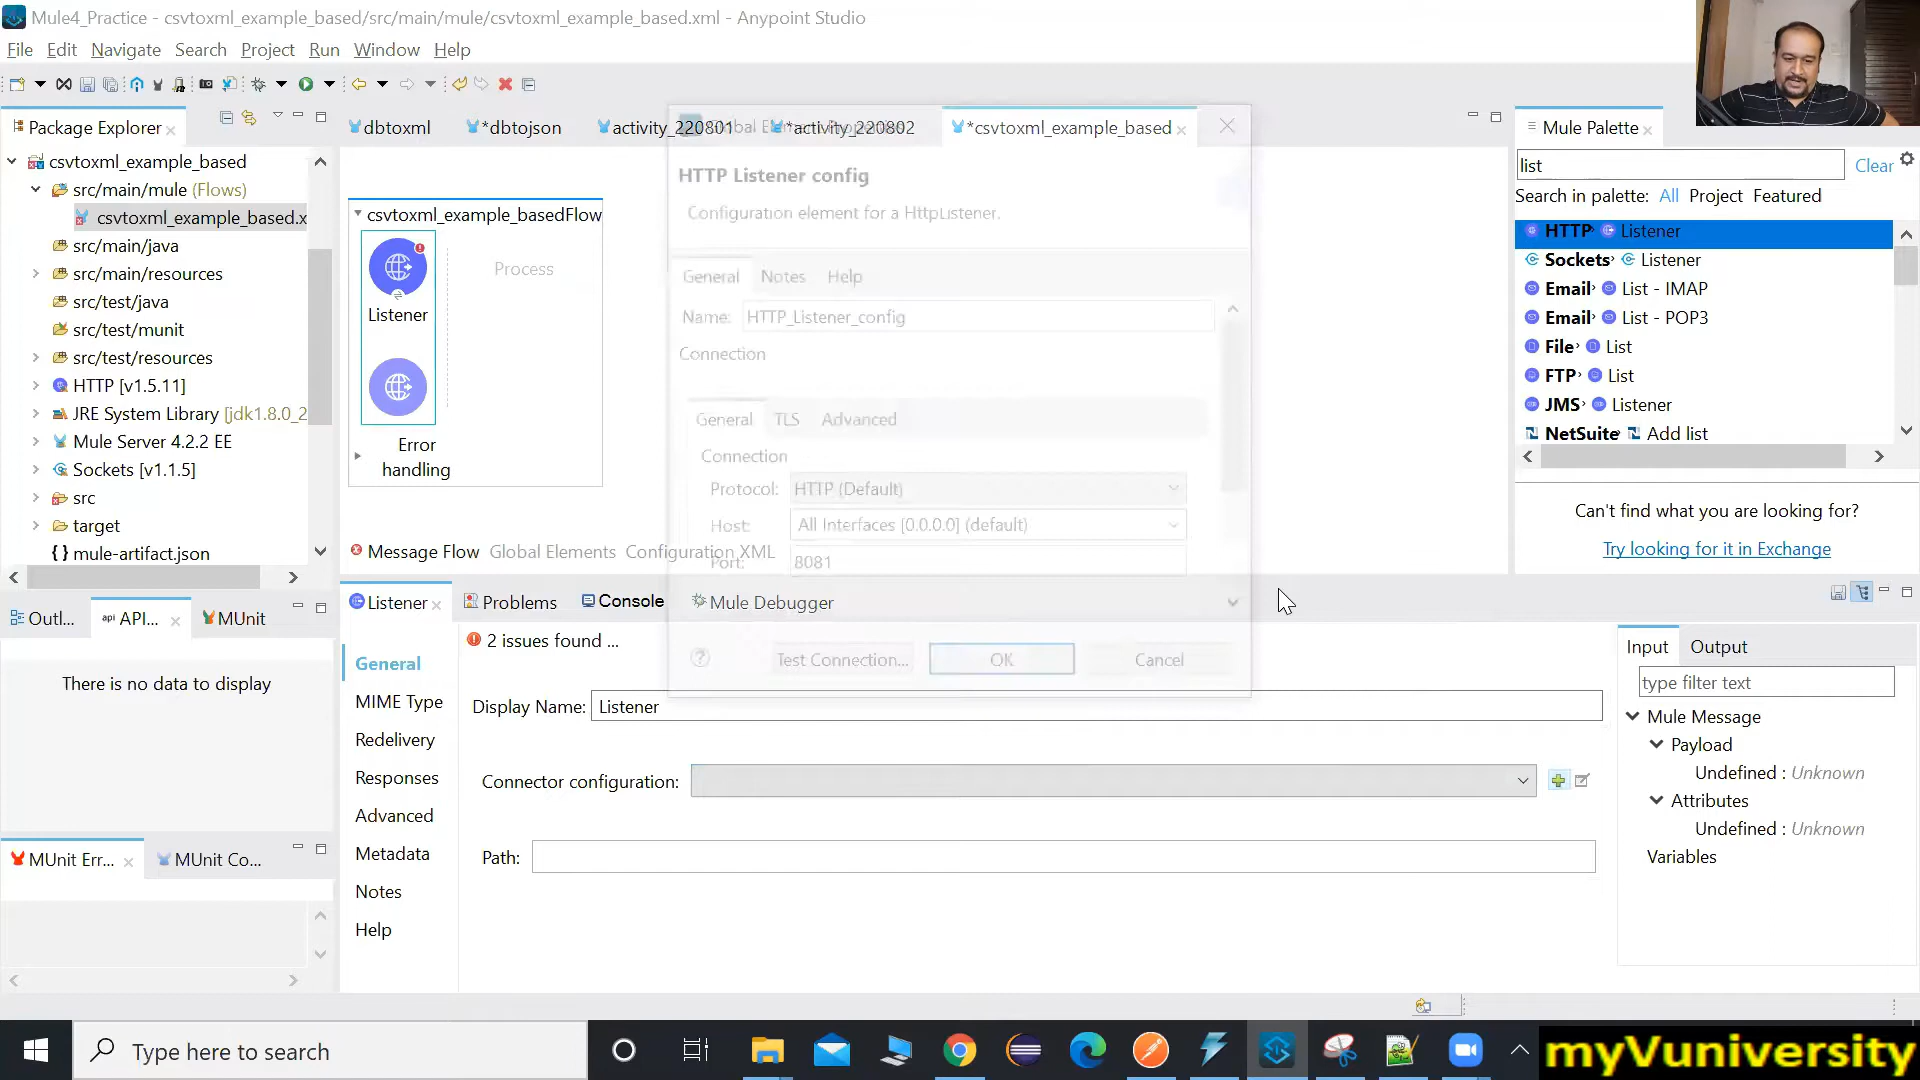 Mule4_Practice - csvtoxml_example_based/src/main/mule/csvtoxml_example_based.xml - Anypoint Studio
File Edit Navigate Search Project Run Window Help
Package Explorer
dbtoxml
*dbtojson
activity_220801
*activity_220802
*csvtoxml_example_based
Mule Palette
csvtoxml_example_based
src/main/mule (Flows)
csvtoxml_example_based.x
src/main/java
src/main/resources
src/test/java
src/test/munit
src/test/resources
HTTP [v1.5.11]
JRE System Library [jdk1.8.0_2
Mule Server 4.2.2 EE
Sockets [v1.1.5]
src
target
mule-artifact.json
csvtoxml_example_basedFlow
Process
Listener
Error
handling
Message Flow Global Elements Configuration XML
HTTP Listener config
Configuration element for a HttpListener.
General Notes Help
Name: HTTP_Listener_config
Connection
General TLS Advanced
Connection
Protocol: HTTP (Default)
Host: All Interfaces [0.0.0.0] (default)
Port: 8081
Test Connection... OK Cancel
list
Clear
Search in palette: All Project Featured
HTTP Listener
Sockets Listener
Email List - IMAP
Email List - POP3
File List
FTP List
JMS Listener
NetSuite Add list
Can't find what you are looking for?
Try looking for it in Exchange
Outl...
API...
MUnit
There is no data to display
MUnit Err...
MUnit Co...
Listener
Problems
Console
Mule Debugger
2 issues found ...
General
MIME Type
Redelivery
Responses
Advanced
Metadata
Notes
Help
Display Name: Listener
Connector configuration:
Path:
Input Output
type filter text
Mule Message
Payload
Undefined : Unknown
Attributes
Undefined : Unknown
Variables
Type here to search
myVuniversity